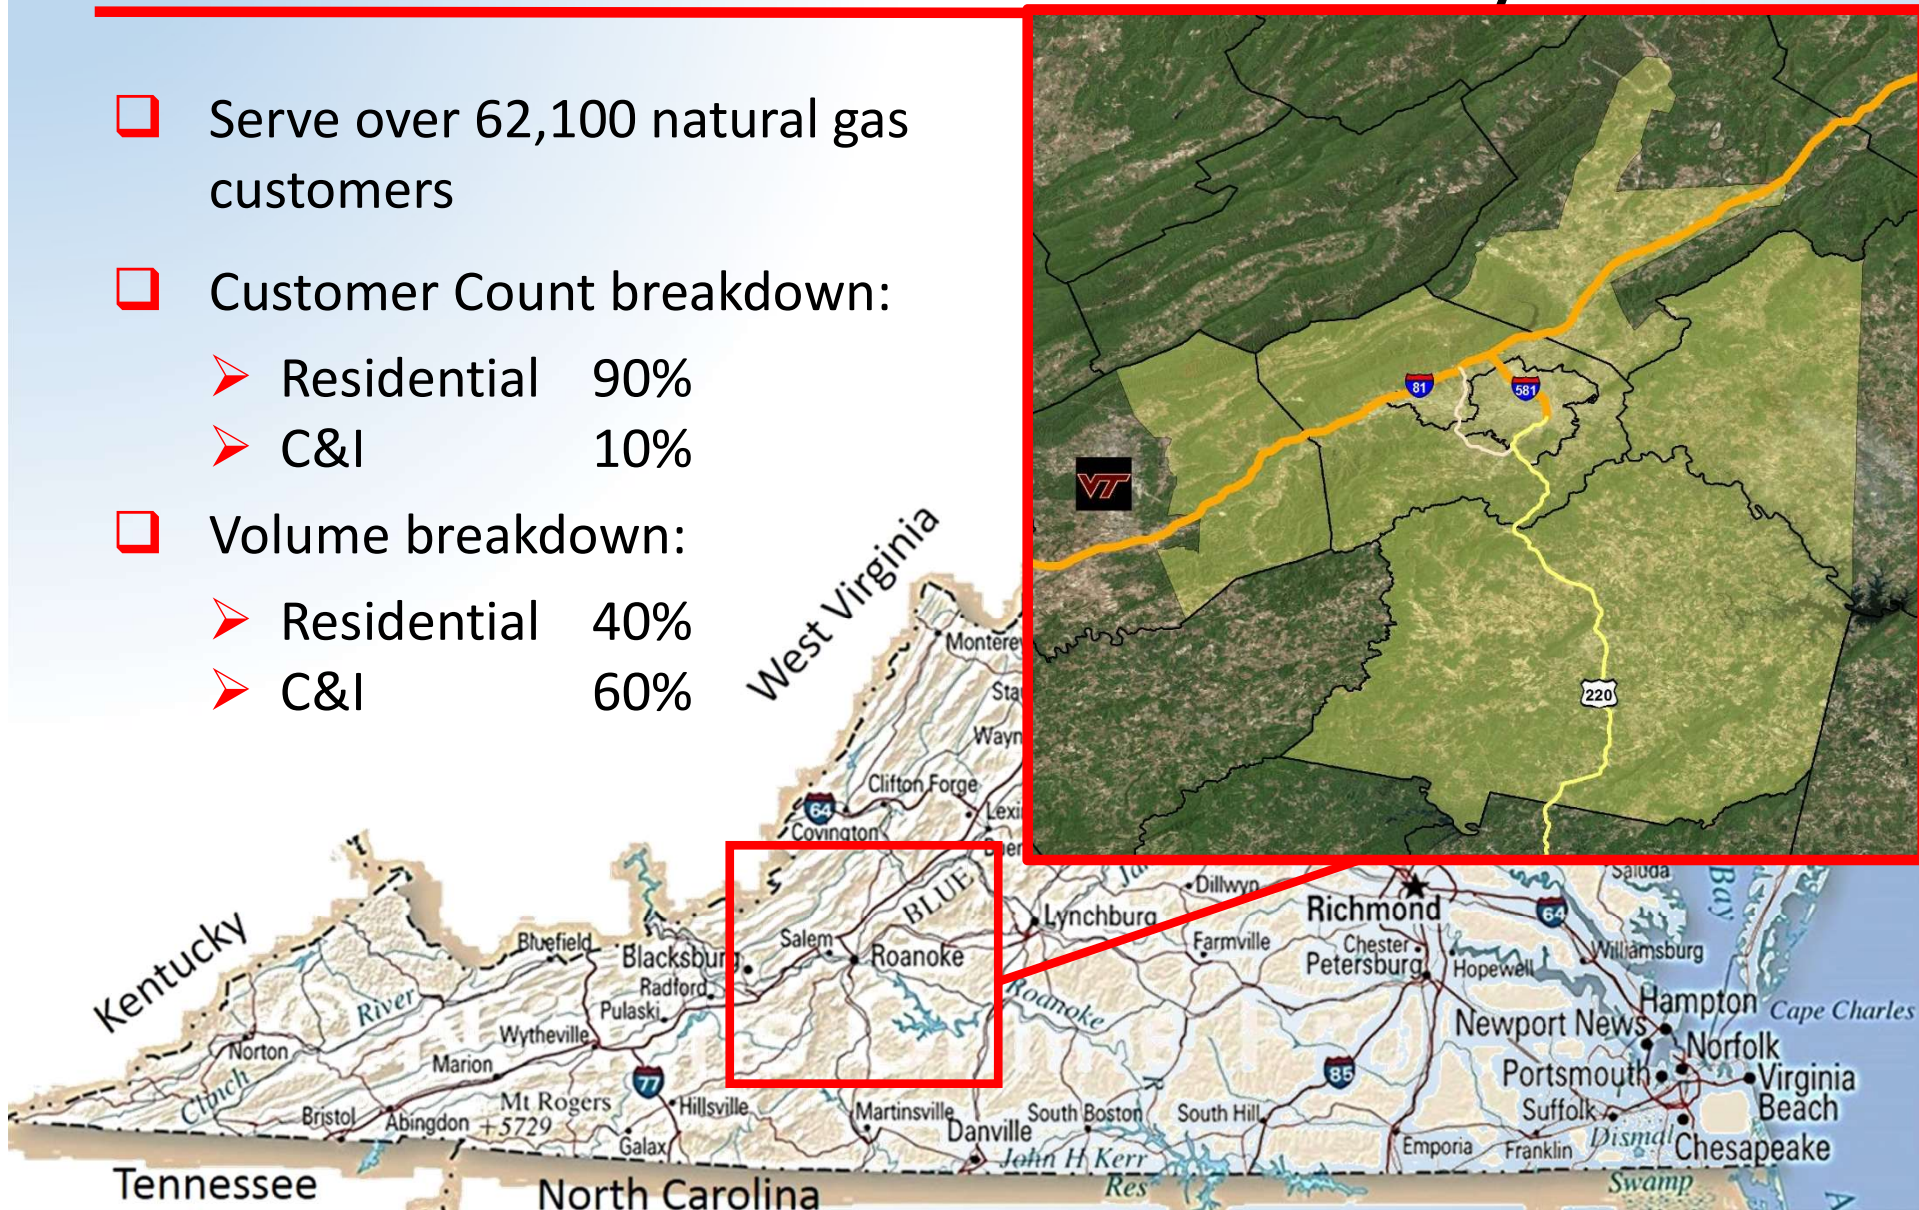 Serve over 62,100 natural gas
customers
Customer Count breakdown:
Residential 90%
C&I 10%
Volume breakdown:
Residential 40%
C&I 60%
81
581
VT
220
West Virginia
Clifton Forge
64
Covington
BLUE
Dillwyn
Saluda
Bay
Richmond
64
Lynchburg
Kentucky
Bluefield
Blacksburg
Salem
Roanoke
Farmville
Chester
Petersburg
Hopewell
Williamsburg
Radford
Pulaski
River
Roanoke
Hampton
Cape Charles
Newport News
Wytheville
Norton
Marion
Norfolk
Clinch
77
85
Portsmouth
Virginia
Beach
Mt Rogers
+5729
Hillsville
Bristol
Abingdon
Galax
Martinsville
Danville
South Boston
South Hill
Suffolk
Emporia
Franklin
Dismal
Chesapeake
John H Kerr
Res
Swamp
Tennessee
North Carolina